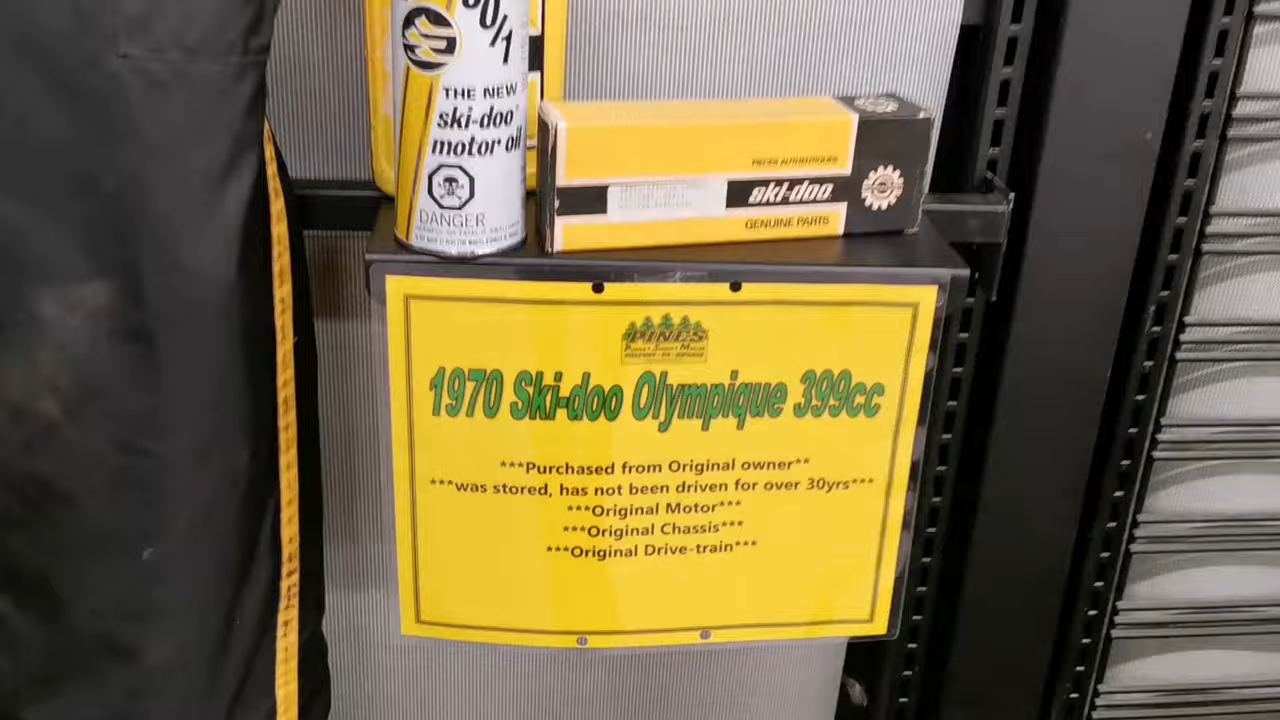 50/1
THE NEW
ski-doo
motor oil
DANGER
PIECES AUTHENTIQUES
ski-doo
GENUINE PARTS
PINES
1970 Ski-doo Olympique 399cc
***Purchased from Original owner**
***was stored, has not been driven for over 30yrs***
***Original Motor***
***Original Chassis***
***Original Drive-train***